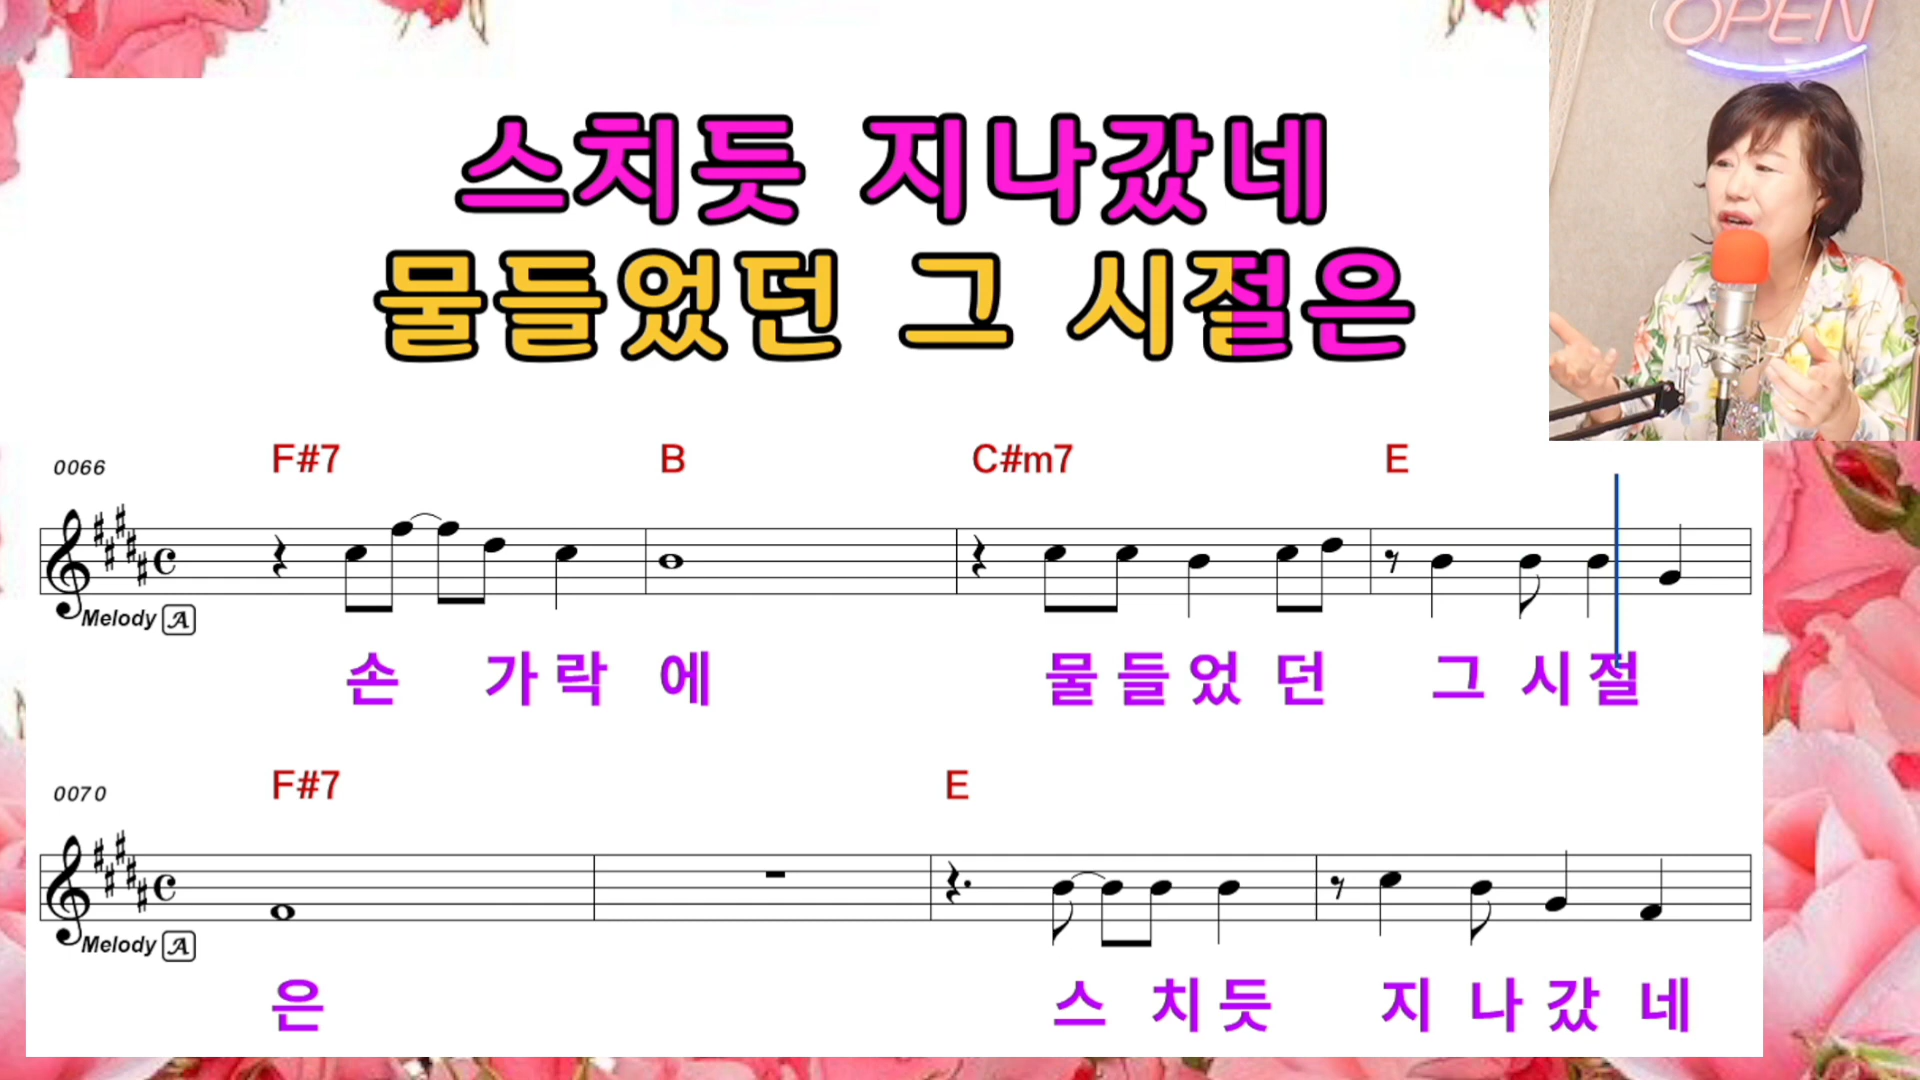 OPEN
스치듯 지나갔네
물들었던 그 시절은
0066 F#7 B C#m7 E
Melody A
손 가락 에 물들었 던 그 시절
0070 F#7 E
Melody A
은 스 치듯 지 나갔 네